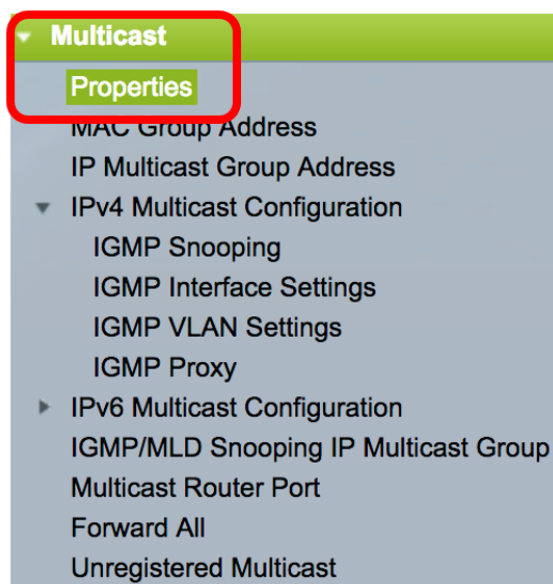 Multicast
Properties
MAC Group Address
IP Multicast Group Address
IPv4 Multicast Configuration
IGMP Snooping
IGMP Interface Settings
IGMP VLAN Settings
IGMP Proxy
IPv6 Multicast Configuration
IGMP/MLD Snooping IP Multicast Group
Multicast Router Port
Forward All
Unregistered Multicast